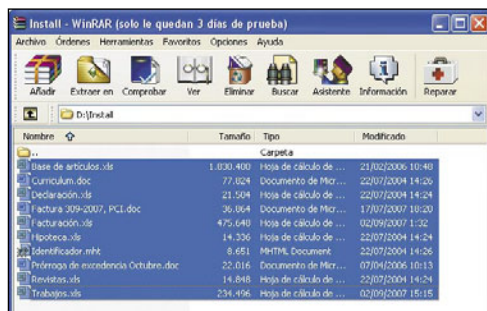 Install - WinRAR (solo le quedan 3 días de prueba)
Archivo Órdenes Herramientas Favoritos Opciones Ayuda
Añadir Extraer en Comprobar Ver Eliminar Buscar Asistente Información Reparar
D:\Install
Nombre Tamaño Tipo Modificado
.. Carpeta
Base de artículos.xls 1.030.400 Hoja de cálculo de ... 21/02/2006 10:40
Curriculum.doc 77.824 Documento de Micr... 22/07/2004 14:26
Declaración.xls 21.504 Hoja de cálculo de ... 22/07/2004 14:24
Factura 309-2007, PCI.doc 36.864 Documento de Micr... 17/07/2007 18:20
Facturación.xls 475.648 Hoja de cálculo de ... 02/09/2007 1:32
Hipoteca.xls 14.336 Hoja de cálculo de ... 22/07/2004 14:24
Identificador.mht 8.651 MHTML Document 22/07/2004 14:26
Prórroga de excedencia Octubre.doc 22.016 Documento de Micr... 07/04/2006 10:13
Revistas.xls 14.848 Hoja de cálculo de ... 22/07/2004 14:24
Trabajos.xls 234.496 Hoja de cálculo de ... 02/09/2007 15:15